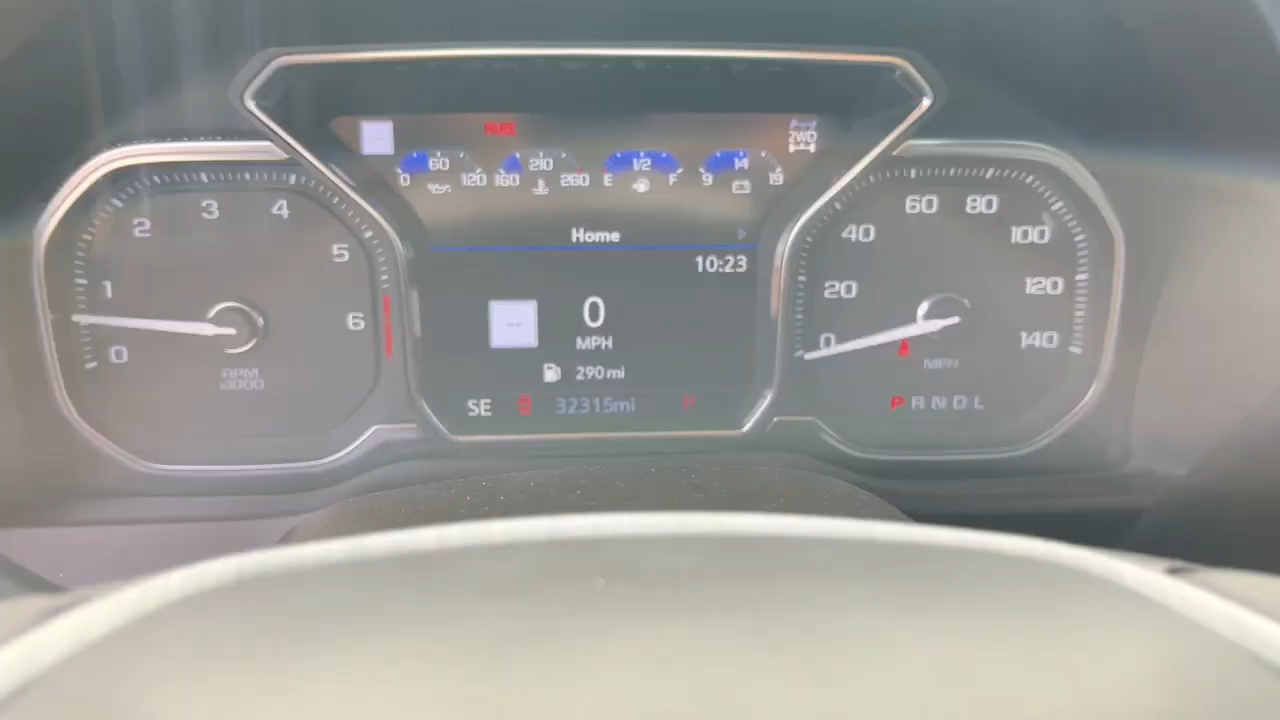 PARK
2WD
60 210 1/2 14
0 120 160 260 E F 9 19
Home
10:23
0
MPH
290 mi
SE 32315mi P
0 1 2 3 4 5 6
RPM
x1000
0 20 40 60 80 100 120 140
MPH
P R N D L